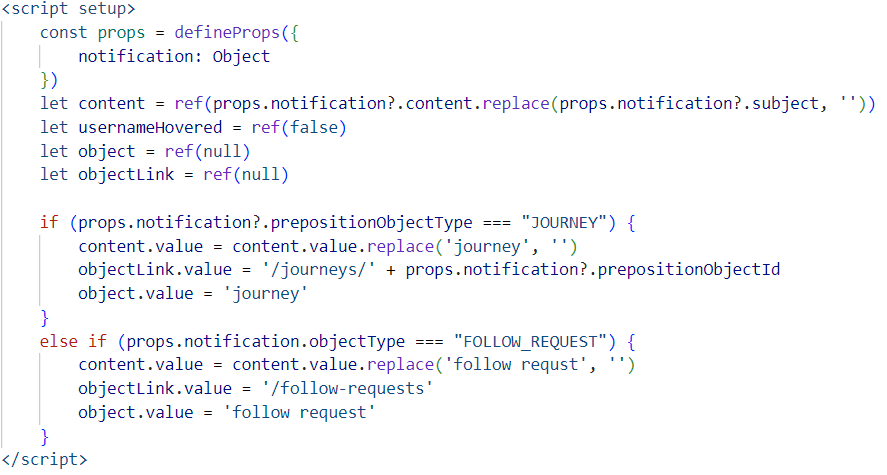 <script setup>
    const props = defineProps({
        notification: Object
    })
    let content = ref(props.notification?.content.replace(props.notification?.subject, ''))
    let usernameHovered = ref(false)
    let object = ref(null)
    let objectLink = ref(null)

    if (props.notification?.prepositionObjectType === "JOURNEY") {
        content.value = content.value.replace('journey', '')
        objectLink.value = '/journeys/' + props.notification?.prepositionObjectId
        object.value = 'journey'
    }
    else if (props.notification.objectType === "FOLLOW_REQUEST") {
        content.value = content.value.replace('follow requst', '')
        objectLink.value = '/follow-requests'
        object.value = 'follow request'
    }
</script>